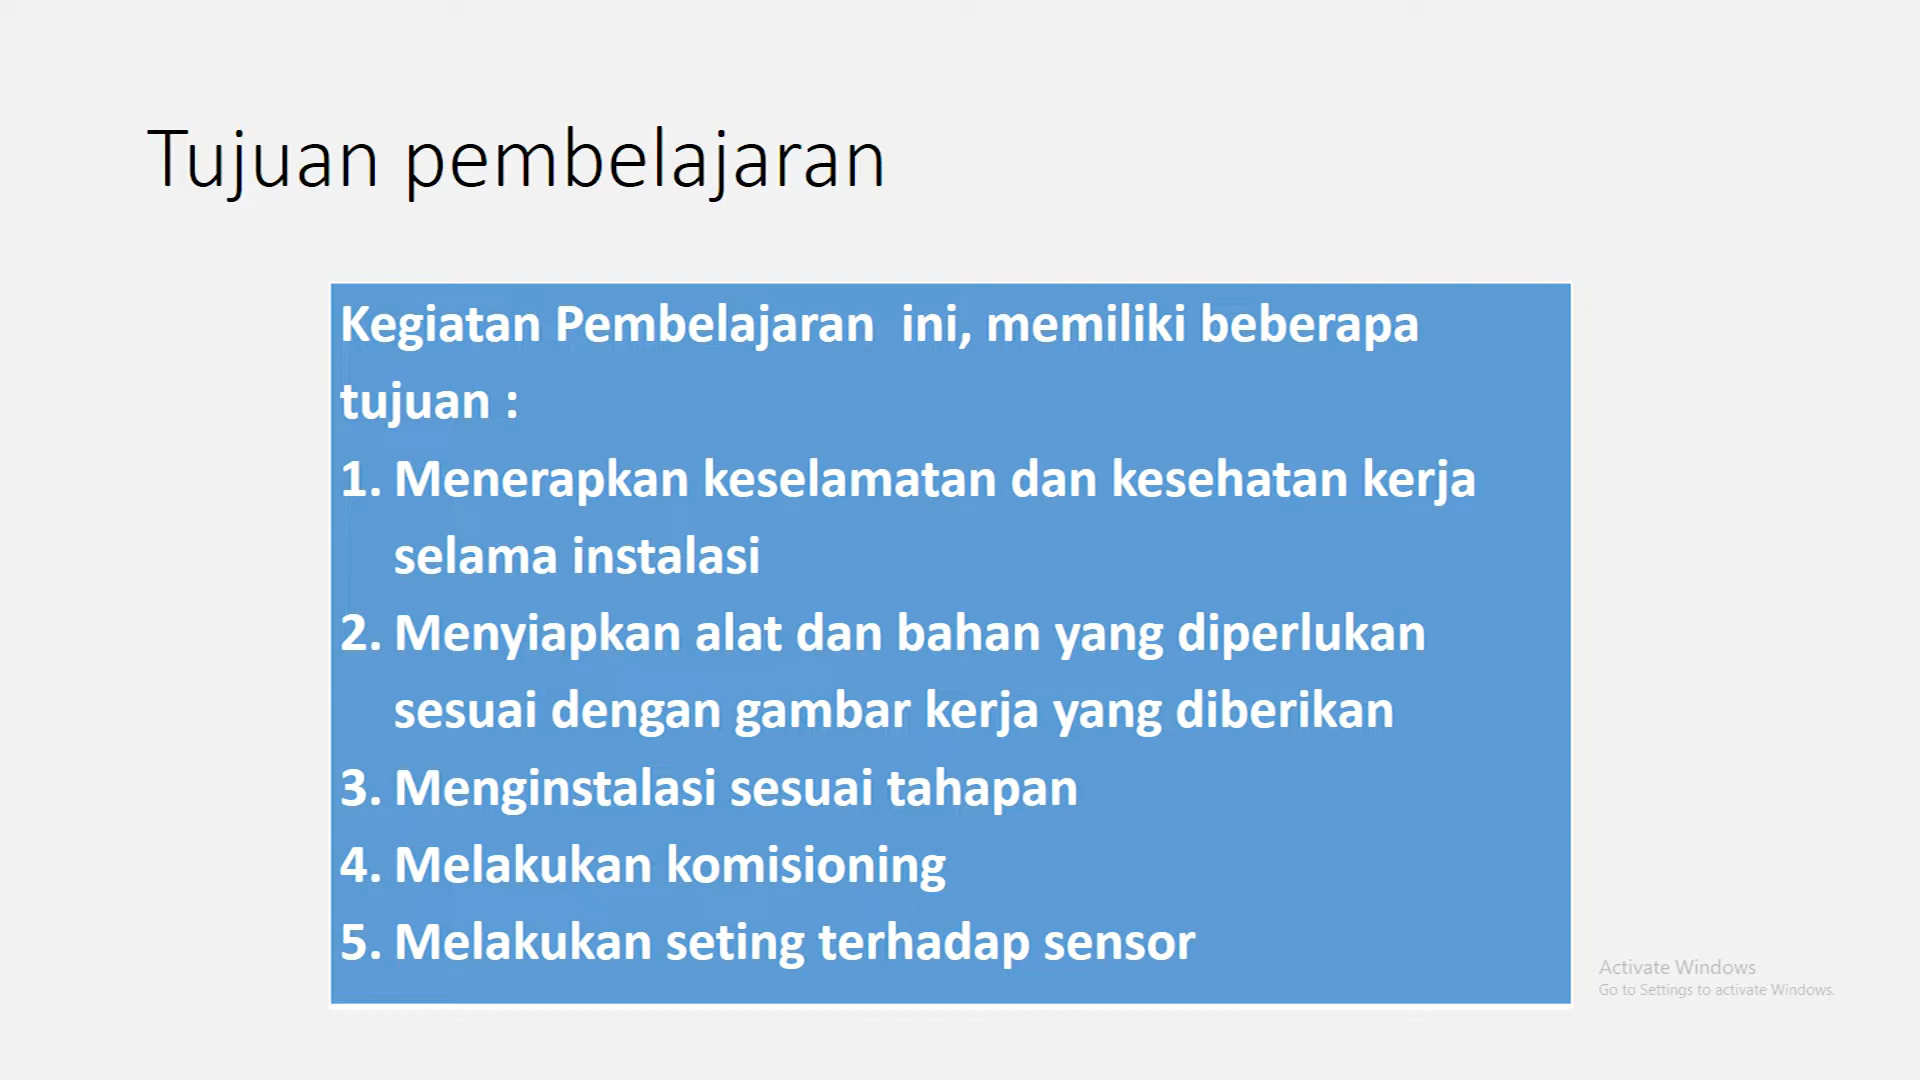 Tujuan pembelajaran
Kegiatan Pembelajaran  ini, memiliki beberapa
tujuan :
1. Menerapkan keselamatan dan kesehatan kerja
selama instalasi
2. Menyiapkan alat dan bahan yang diperlukan
sesuai dengan gambar kerja yang diberikan
3. Menginstalasi sesuai tahapan
4. Melakukan komisioning
5. Melakukan seting terhadap sensor
Activate Windows
Go to Settings to activate Windows.